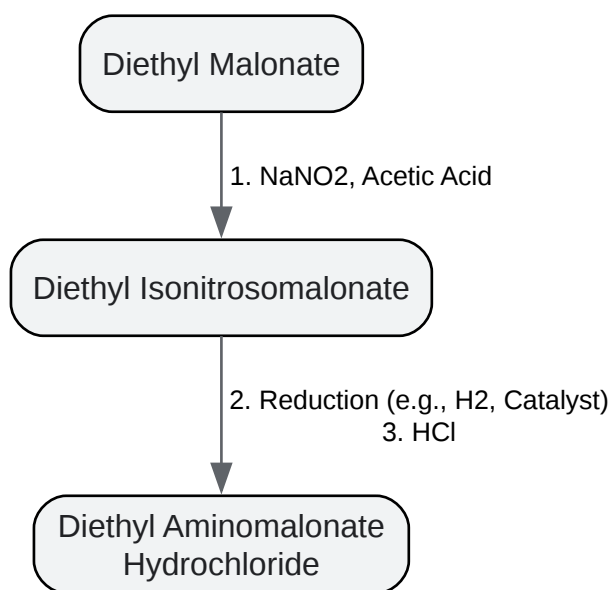 Diethyl Malonate
1. NaNO2, Acetic Acid
Diethyl Isonitrosomalonate
2. Reduction (e.g., H2, Catalyst)
3. HCl
Diethyl Aminomalonate
Hydrochloride